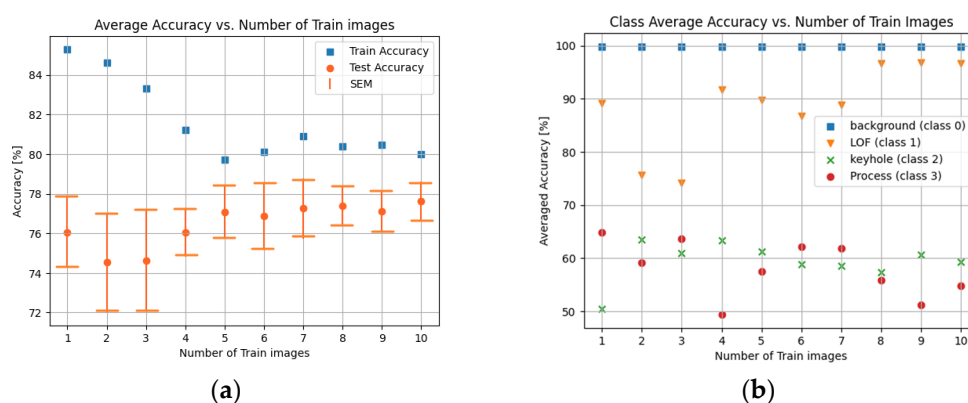 Average Accuracy vs. Number of Train images
Accuracy [%]
84
82
80
78
76
74
72
Train Accuracy
Test Accuracy
SEM
1 2 3 4 5 6 7 8 9 10
Number of Train images
(a)
Class Average Accuracy vs. Number of Train Images
Averaged Accuracy [%]
100
90
80
70
60
50
background (class 0)
LOF (class 1)
keyhole (class 2)
Process (class 3)
1 2 3 4 5 6 7 8 9 10
Number of Train images
(b)